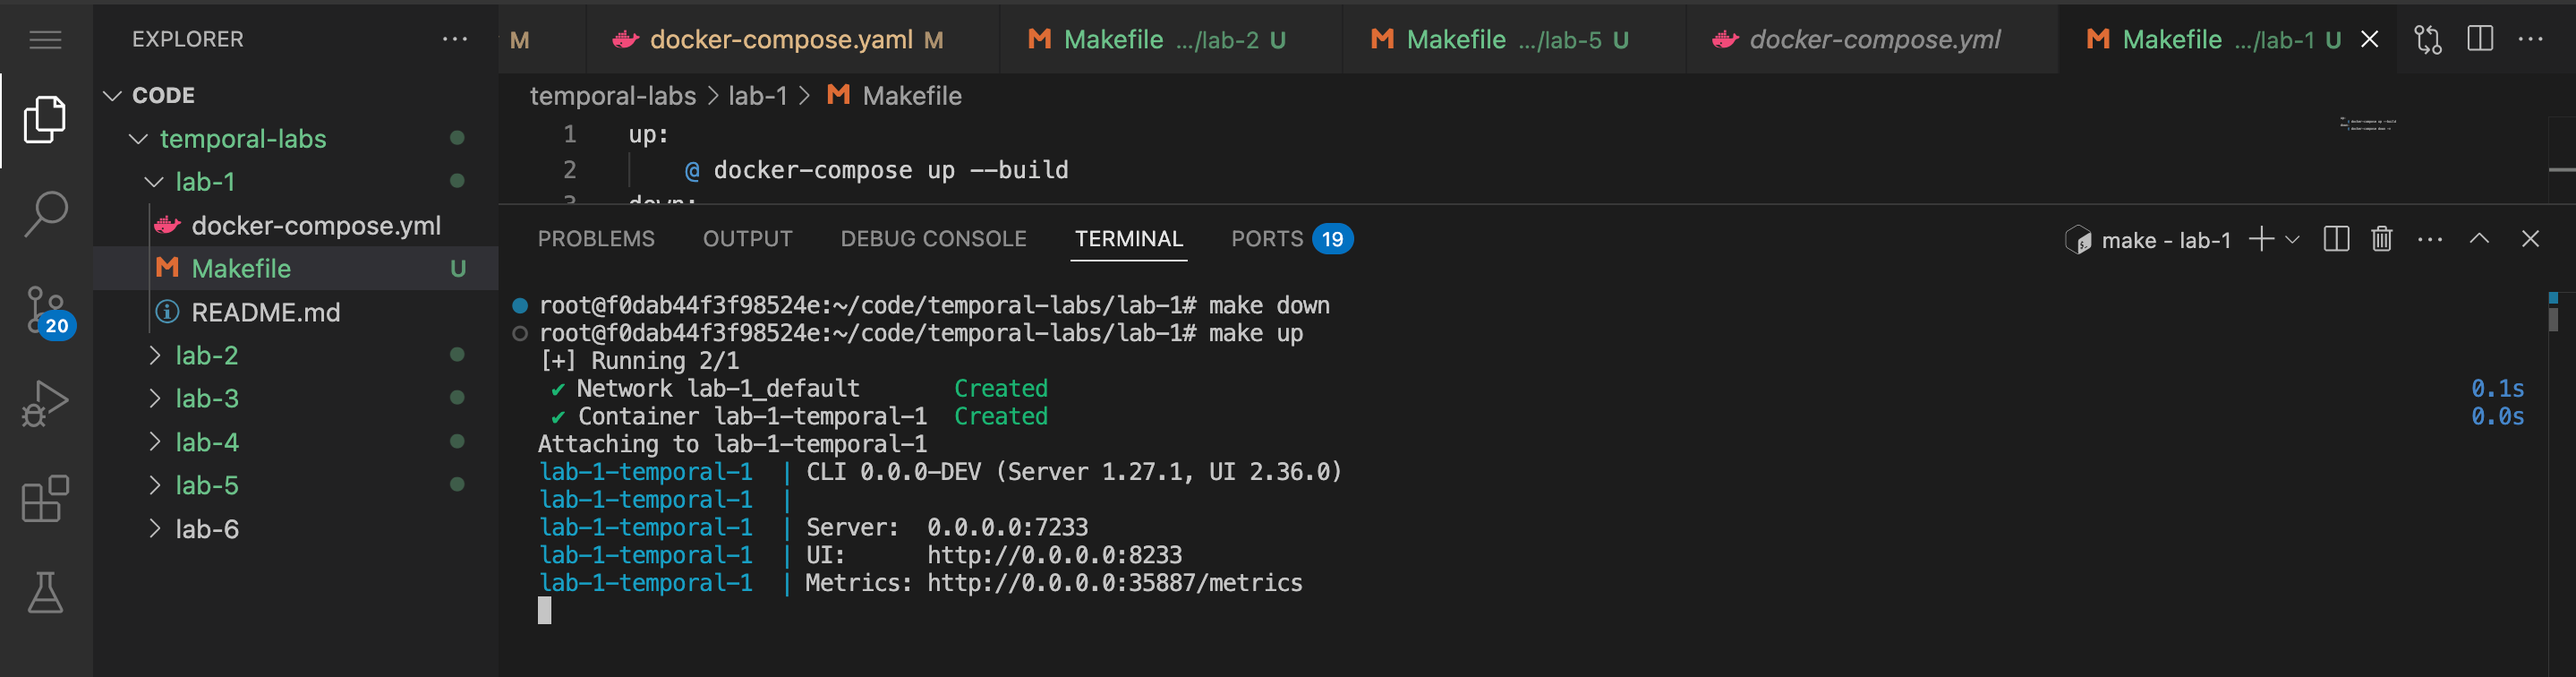 EXPLORER
CODE
temporal-labs
lab-1
docker-compose.yml
Makefile U
README.md
lab-2
lab-3
lab-4
lab-5
lab-6
20
M
docker-compose.yaml M
Makefile .../lab-2 U
Makefile .../lab-5 U
docker-compose.yml
Makefile .../lab-1 U
temporal-labs > lab-1 > Makefile
1 up:
2 @ docker-compose up --build
3 down:
PROBLEMS OUTPUT DEBUG CONSOLE TERMINAL PORTS 19
make - lab-1
root@f0dab44f3f98524e:~/code/temporal-labs/lab-1# make down
root@f0dab44f3f98524e:~/code/temporal-labs/lab-1# make up
[+] Running 2/1
✔ Network lab-1_default Created 0.1s
✔ Container lab-1-temporal-1 Created 0.0s
Attaching to lab-1-temporal-1
lab-1-temporal-1 | CLI 0.0.0-DEV (Server 1.27.1, UI 2.36.0)
lab-1-temporal-1 |
lab-1-temporal-1 | Server: 0.0.0.0:7233
lab-1-temporal-1 | UI: http://0.0.0.0:8233
lab-1-temporal-1 | Metrics: http://0.0.0.0:35887/metrics